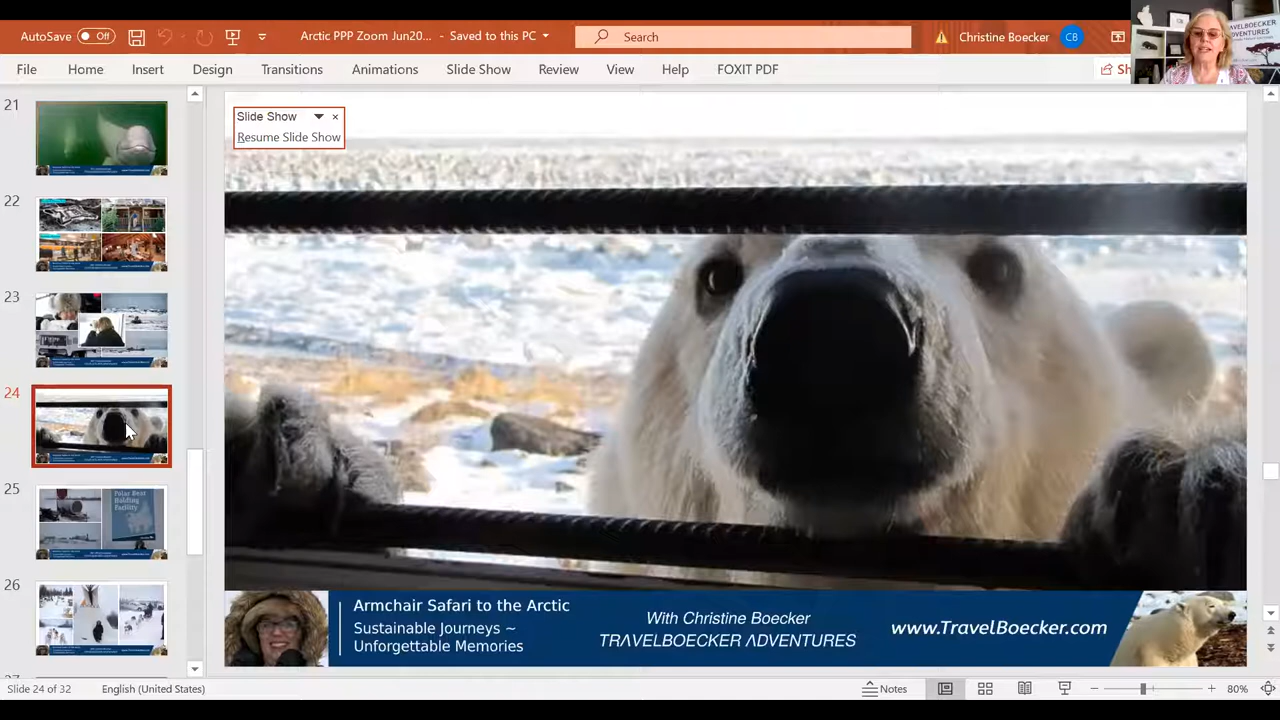 AutoSave Off Arctic PPP Zoom Jun20... - Saved to this PC Search Christine Boecker CB
TRAVELBOECKER
ADVENTURES
File Home Insert Design Transitions Animations Slide Show Review View Help FOXIT PDF Sh
21
22
23
24
25
Polar Bear
Holding
Facility
26
Slide Show
Resume Slide Show
Armchair Safari to the Arctic
Sustainable Journeys ~
Unforgettable Memories
With Christine Boecker
TRAVELBOECKER ADVENTURES
www.TravelBoecker.com
Slide 24 of 32 English (United States) Notes 80%